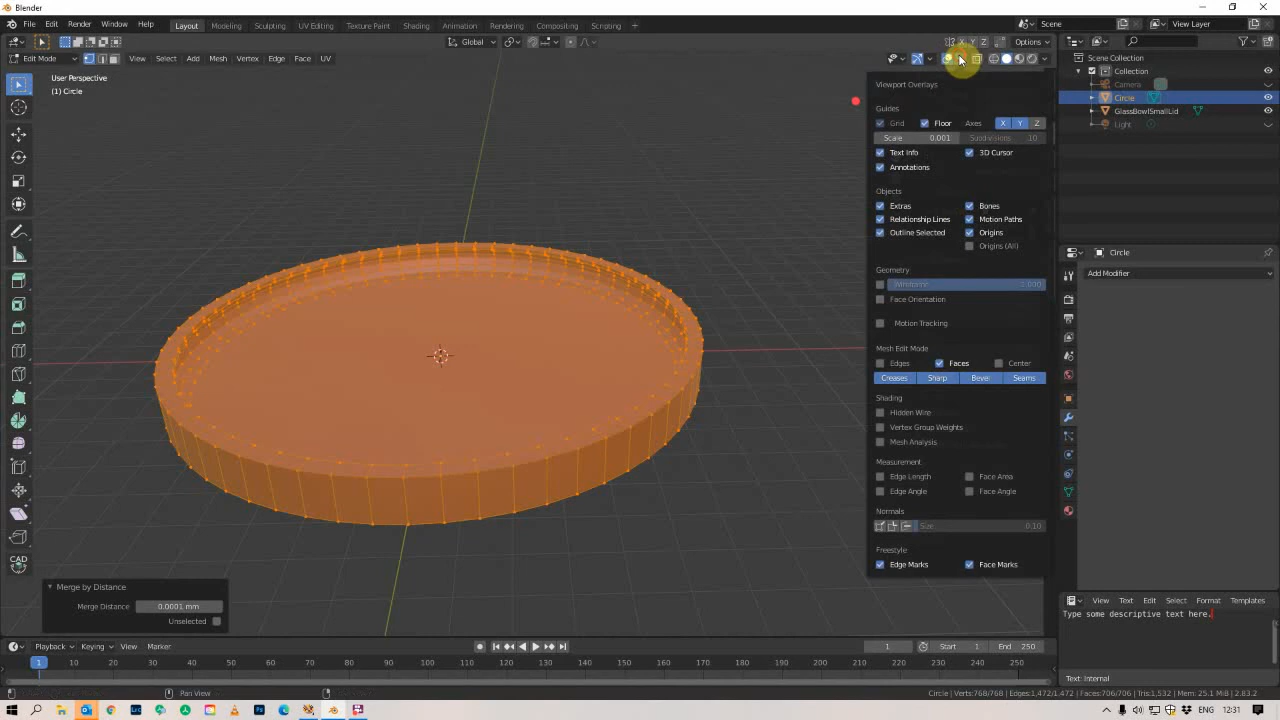 Blender
File Edit Render Window Help Layout Modeling Sculpting UV Editing Texture Paint Shading Animation Rendering Compositing Scripting + Scene View Layer
Global X Y Z Options
Edit Mode View Select Add Mesh Vertex Edge Face UV
User Perspective
(1) Circle
Viewport Overlays
Guides
Grid Floor Axes X Y Z
Scale 0.001 Subdivisions 10
Text Info 3D Cursor
Annotations
Objects
Extras Bones
Relationship Lines Motion Paths
Outline Selected Origins
Origins (All)
Geometry
Wireframe 0.000
Face Orientation
Motion Tracking
Mesh Edit Mode
Edges Faces Center
Creases Sharp Bevel Seams
Shading
Hidden Wire
Vertex Group Weights
Mesh Analysis
Measurement
Edge Length Face Area
Edge Angle Face Angle
Normals
Size 0.10
Freestyle
Edge Marks Face Marks
Scene Collection
Collection
Camera
Circle
GlassBowlSmallLid
Light
Circle
Add Modifier
CAD
Merge by Distance
Merge Distance 0.0001 mm
Unselected
View Text Edit Select Format Templates
Type some descriptive text here.
Text: Internal
Playback Keying View Marker 1 Start 1 End 250
1 10 20 30 40 50 60 70 80 90 100 110 120 130 140 150 160 170 180 190 200 210 220 230 240 250
Pan View Circle | Verts:768/768 | Edges:1,472/1,472 | Faces:706/706 | Tris:1,532 | Mem: 25.1 MiB | 2.83.2
ENG 12:31